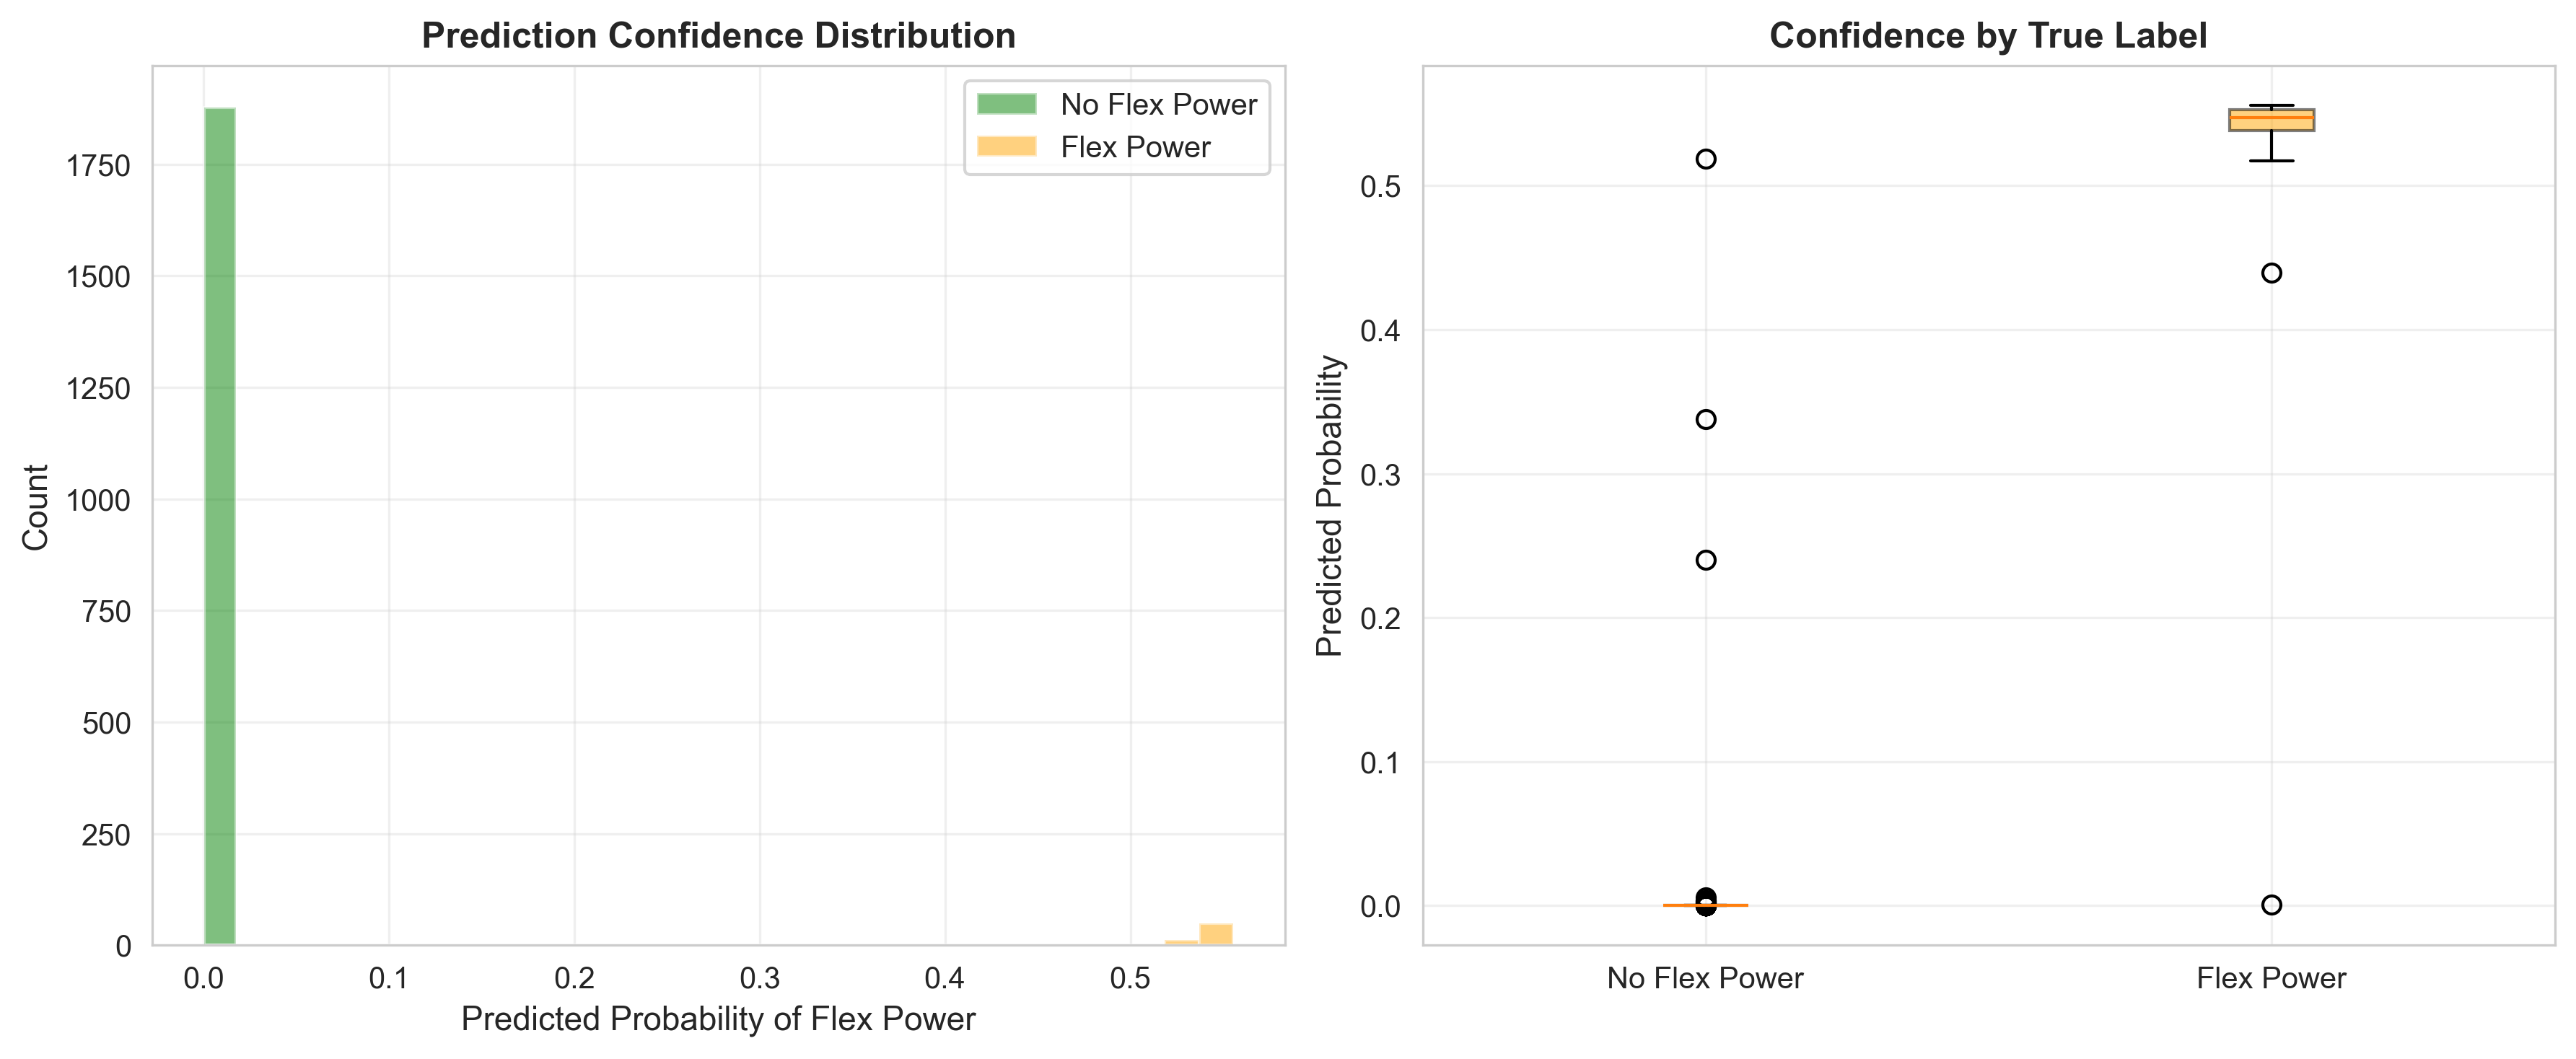 Prediction Confidence Distribution
No Flex Power
Flex Power
Count
1750
1500
1250
1000
750
500
250
0
0.0 0.1 0.2 0.3 0.4 0.5
Predicted Probability of Flex Power
Confidence by True Label
Predicted Probability
0.5
0.4
0.3
0.2
0.1
0.0
No Flex Power Flex Power